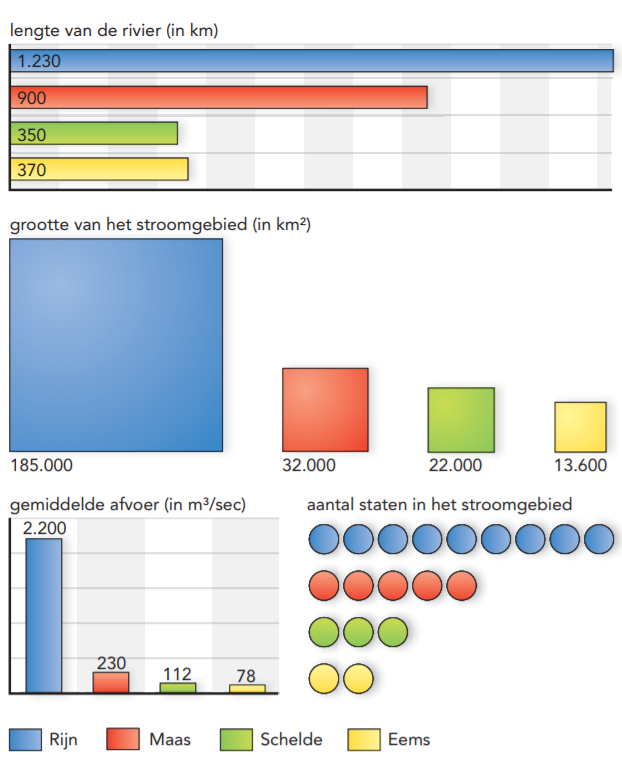 lengte van de rivier (in km)
1.230
900
350
370
grootte van het stroomgebied (in km²)
185.000 32.000 22.000 13.600
gemiddelde afvoer (in m³/sec)
2.200
230
112
78
aantal staten in het stroomgebied
Rijn Maas Schelde Eems